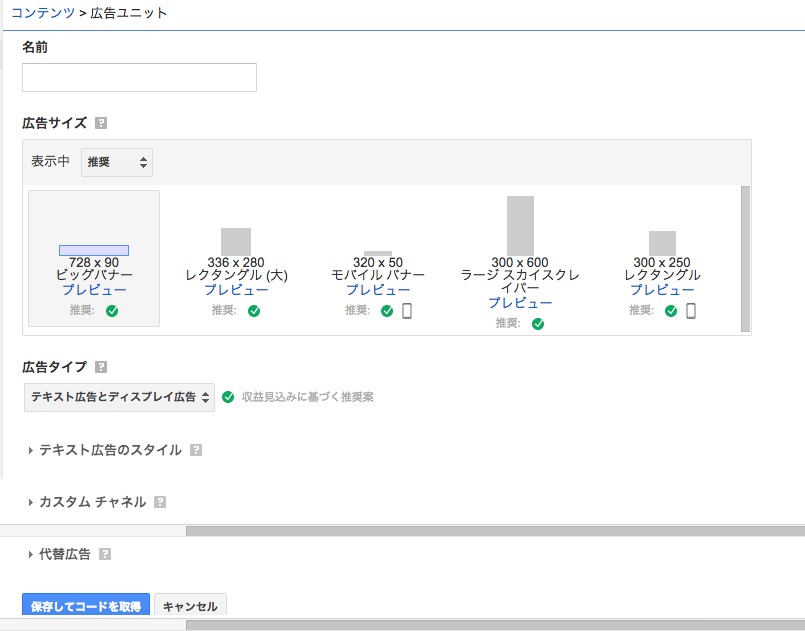 コンテンツ > 広告ユニット
名前
広告サイズ ?
表示中 推奨
728 x 90
ビッグバナー
プレビュー
推奨:
336 x 280
レクタングル (大)
プレビュー
推奨:
320 x 50
モバイル バナー
プレビュー
推奨:
300 x 600
ラージ スカイスクレ
イパー
プレビュー
推奨:
300 x 250
レクタングル
プレビュー
推奨:
広告タイプ ?
テキスト広告とディスプレイ広告 収益見込みに基づく推奨案
テキスト広告のスタイル ?
カスタム チャネル ?
代替広告 ?
保存してコードを取得 キャンセル